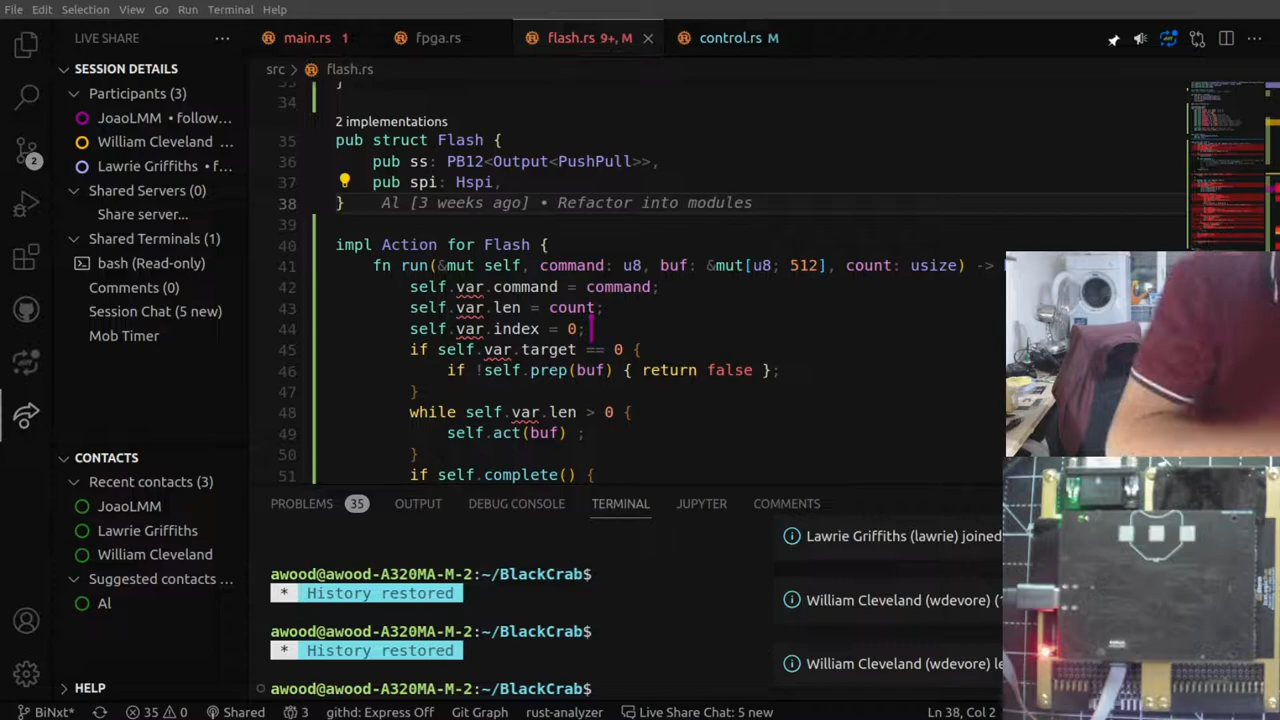 File Edit Selection View Go Run Terminal Help
LIVE SHARE
main.rs 1
fpga.rs
flash.rs 9+, M
control.rs M
SESSION DETAILS
Participants (3)
JoaoLMM • follow...
William Cleveland ...
Lawrie Griffiths • f...
Shared Servers (0)
Share server...
Shared Terminals (1)
bash (Read-only)
Comments (0)
Session Chat (5 new)
Mob Timer
2
CONTACTS
Recent contacts (3)
JoaoLMM
Lawrie Griffiths
William Cleveland
Suggested contacts ...
Al
HELP
src > flash.rs
34
2 implementations
35 pub struct Flash {
36 pub ss: PB12<Output<PushPull>>,
37 pub spi: Hspi,
38 } Al [3 weeks ago] • Refactor into modules
39
40 impl Action for Flash {
41 fn run(&mut self, command: u8, buf: &mut[u8; 512], count: usize) ->
42 self.var.command = command;
43 self.var.len = count;
44 self.var.index = 0;
45 if self.var.target == 0 {
46 if !self.prep(buf) { return false };
47 }
48 while self.var.len > 0 {
49 self.act(buf) ;
50 }
51 if self.complete() {
PROBLEMS 35 OUTPUT DEBUG CONSOLE TERMINAL JUPYTER COMMENTS
awood@awood-A320MA-M-2:~/BlackCrab$
* History restored
awood@awood-A320MA-M-2:~/BlackCrab$
* History restored
awood@awood-A320MA-M-2:~/BlackCrab$
Lawrie Griffiths (lawrie) joined
William Cleveland (wdevore) (
William Cleveland (wdevore) le
BiNxt* 35 0 Shared 3 githd: Express Off Git Graph rust-analyzer Live Share Chat: 5 new Ln 38, Col 2